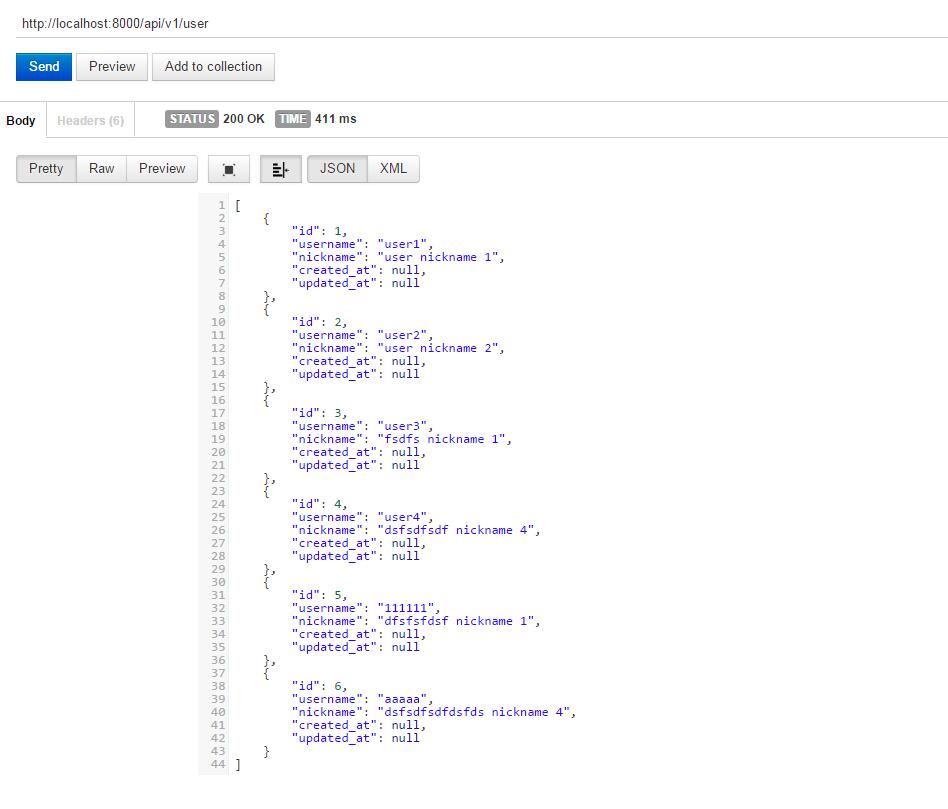 http://localhost:8000/api/v1/user
Send Preview Add to collection
Body Headers (6) STATUS 200 OK TIME 411 ms
Pretty Raw Preview JSON XML
1 [
2 {
3 "id": 1,
4 "username": "user1",
5 "nickname": "user nickname 1",
6 "created_at": null,
7 "updated_at": null
8 },
9 {
10 "id": 2,
11 "username": "user2",
12 "nickname": "user nickname 2",
13 "created_at": null,
14 "updated_at": null
15 },
16 {
17 "id": 3,
18 "username": "user3",
19 "nickname": "fsdfs nickname 1",
20 "created_at": null,
21 "updated_at": null
22 },
23 {
24 "id": 4,
25 "username": "user4",
26 "nickname": "dsfsdfsdf nickname 4",
27 "created_at": null,
28 "updated_at": null
29 },
30 {
31 "id": 5,
32 "username": "111111",
33 "nickname": "dfsfsfdsf nickname 1",
34 "created_at": null,
35 "updated_at": null
36 },
37 {
38 "id": 6,
39 "username": "aaaaa",
40 "nickname": "dsfsdfsdfdsfds nickname 4",
41 "created_at": null,
42 "updated_at": null
43 }
44 ]